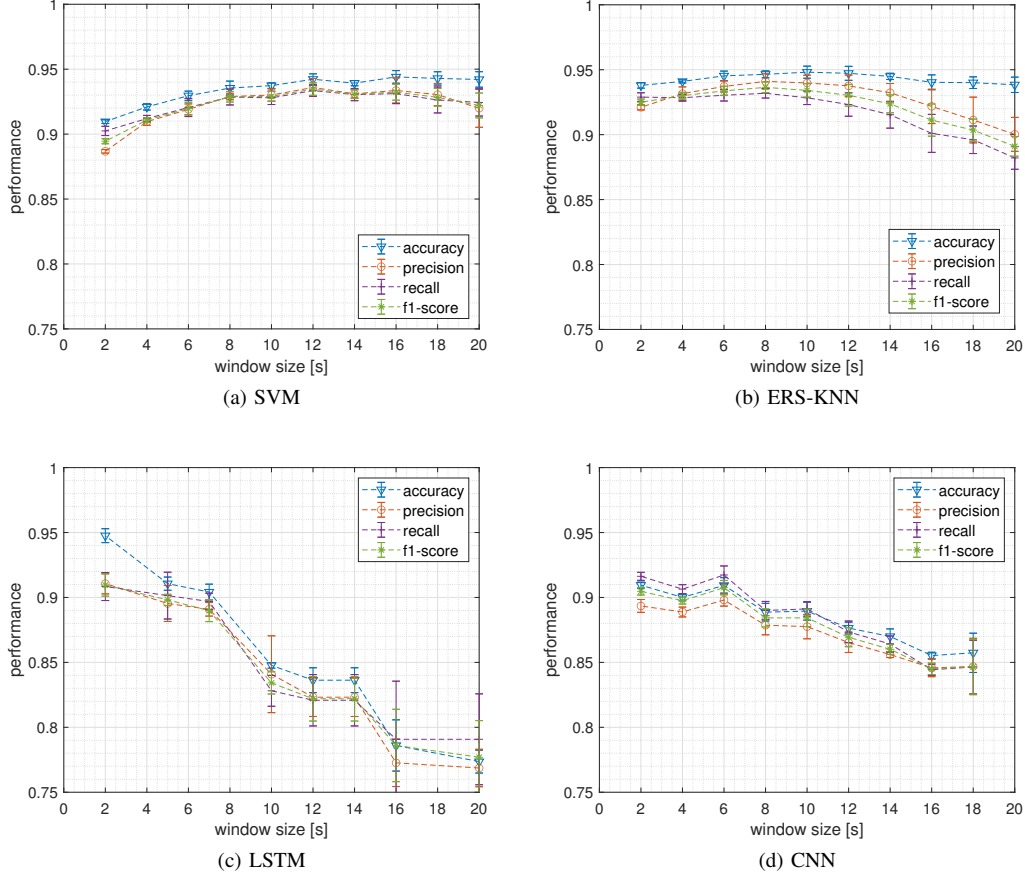 1
0.95
0.9
0.85
0.8
0.75
performance
0 2 4 6 8 10 12 14 16 18 20
window size [s]
accuracy
precision
recall
f1-score
(a) SVM
1
0.95
0.9
0.85
0.8
0.75
performance
0 2 4 6 8 10 12 14 16 18 20
window size [s]
accuracy
precision
recall
f1-score
(b) ERS-KNN
1
0.95
0.9
0.85
0.8
0.75
performance
0 2 4 6 8 10 12 14 16 18 20
window size [s]
accuracy
precision
recall
f1-score
(c) LSTM
1
0.95
0.9
0.85
0.8
0.75
performance
0 2 4 6 8 10 12 14 16 18 20
window size [s]
accuracy
precision
recall
f1-score
(d) CNN